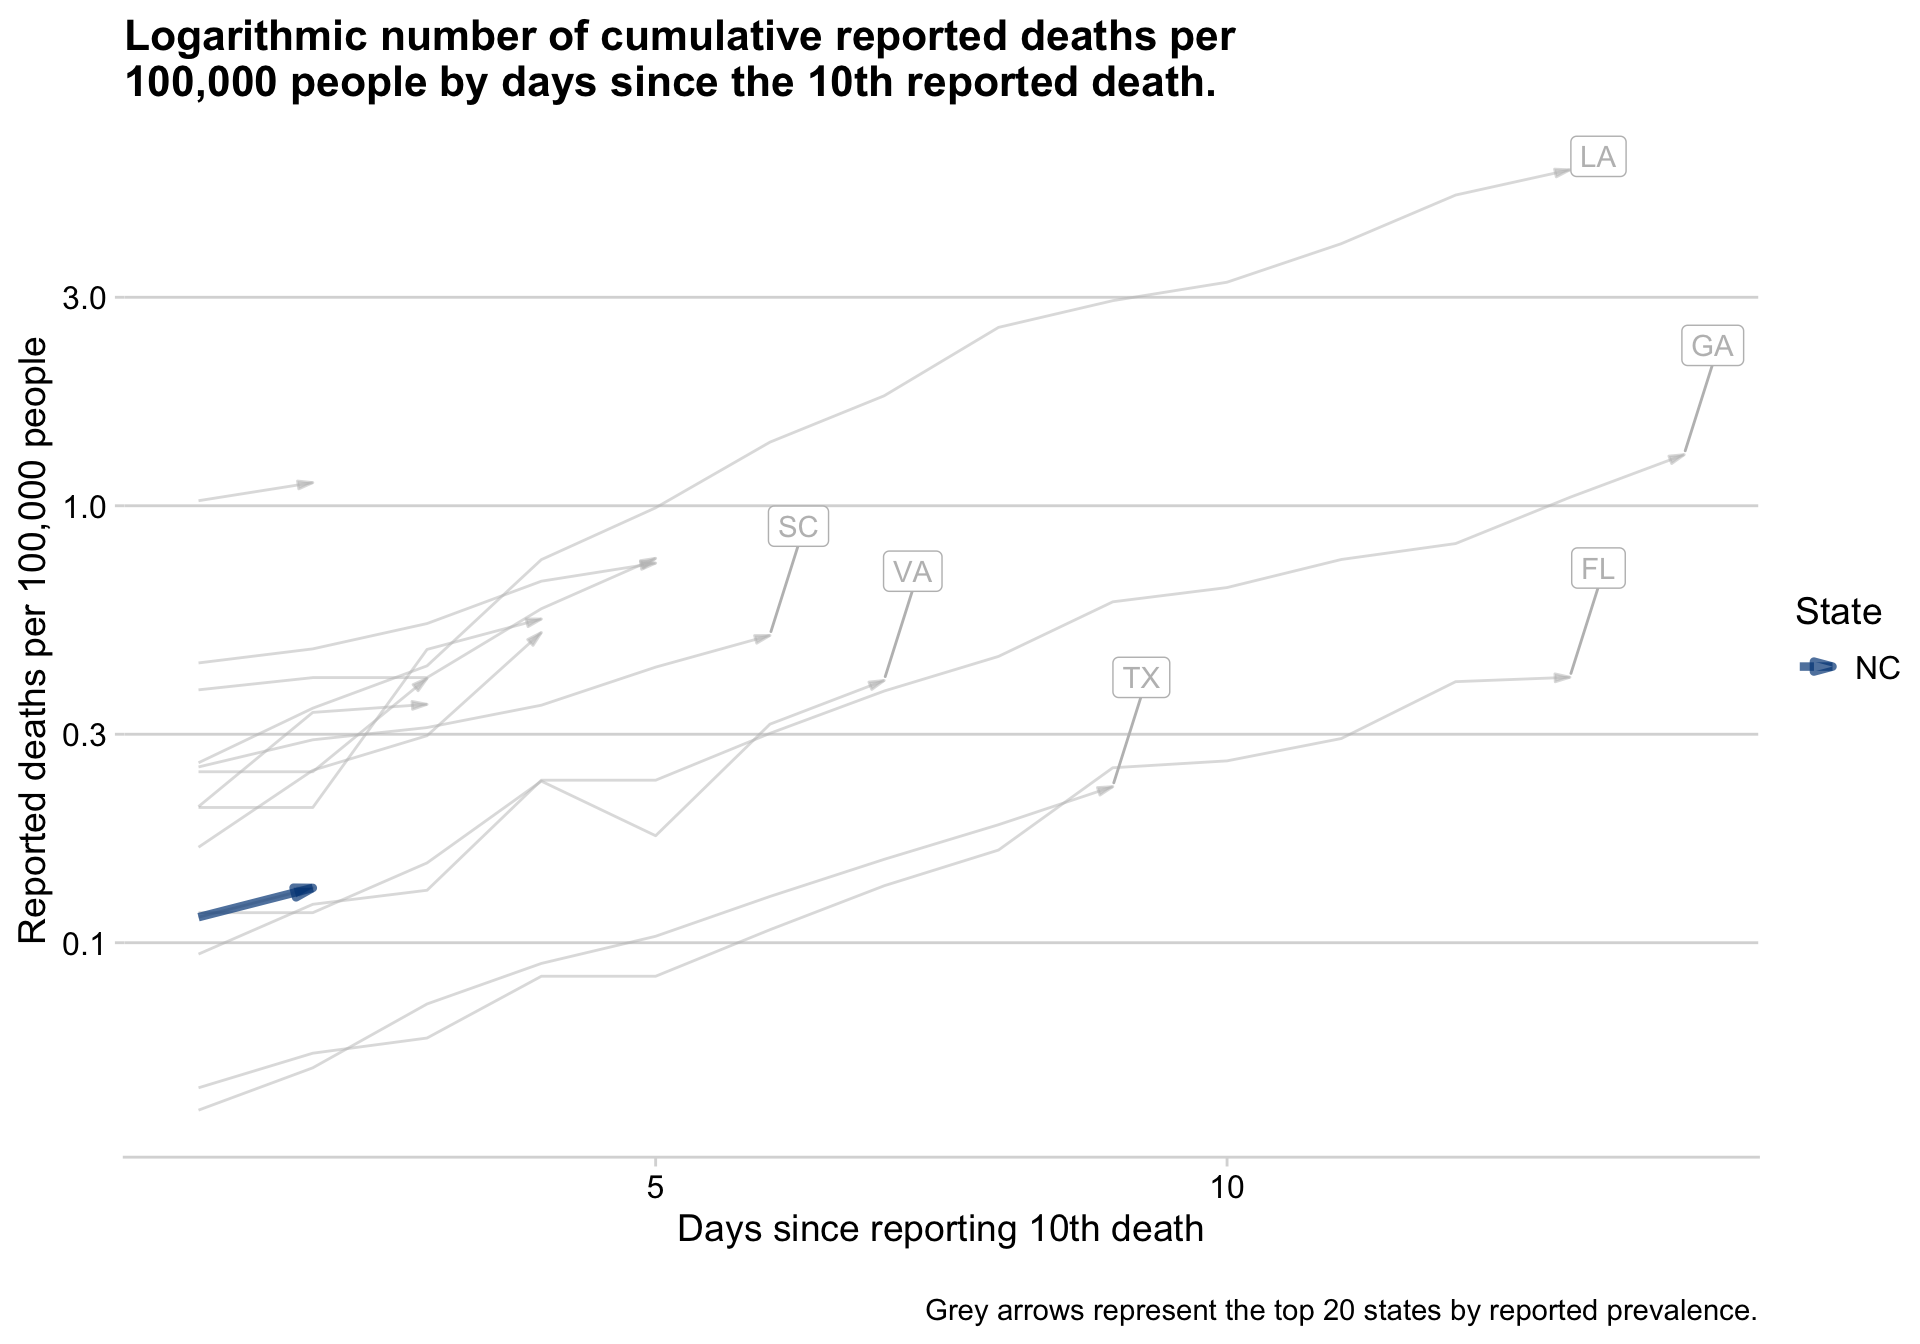 Logarithmic number of cumulative reported deaths per
100,000 people by days since the 10th reported death.
LA
3.0
GA
1.0
SC
VA
FL
TX
0.3
0.1
Reported deaths per 100,000 people
State
NC
5
10
Days since reporting 10th death
Grey arrows represent the top 20 states by reported prevalence.